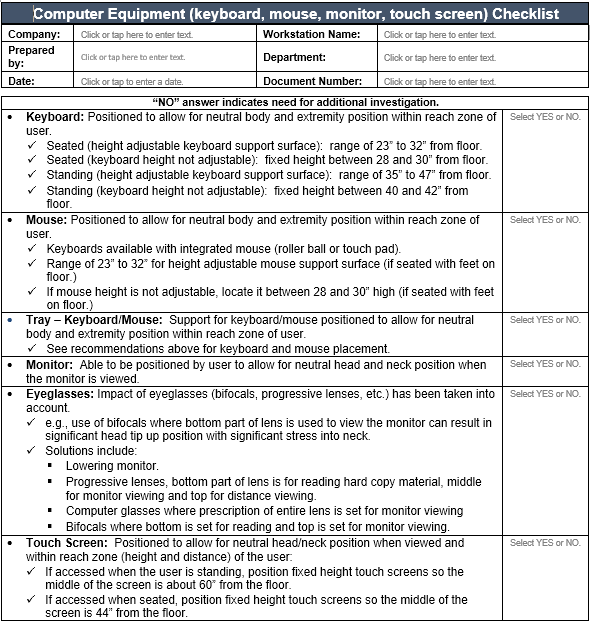 Computer Equipment (keyboard, mouse, monitor, touch screen) Checklist
Company: Click or tap here to enter text. Workstation Name: Click or tap here to enter text.
Prepared by: Click or tap here to enter text. Department: Click or tap here to enter text.
Date: Click or tap to enter a date. Document Number: Click or tap here to enter text.
“NO” answer indicates need for additional investigation.
• Keyboard: Positioned to allow for neutral body and extremity position within reach zone of Select YES or NO.
user.
✓ Seated (height adjustable keyboard support surface): range of 23” to 32” from floor.
✓ Seated (keyboard height not adjustable): fixed height between 28 and 30” from floor.
✓ Standing (height adjustable keyboard support surface): range of 35” to 47” from floor.
✓ Standing (keyboard height not adjustable): fixed height between 40 and 42” from
floor.
• Mouse: Positioned to allow for neutral body and extremity position within reach zone of Select YES or NO.
user.
✓ Keyboards available with integrated mouse (roller ball or touch pad).
✓ Range of 23” to 32” for height adjustable mouse support surface (if seated with feet on
floor.)
✓ If mouse height is not adjustable, locate it between 28 and 30” high (if seated with feet
on floor.)
• Tray – Keyboard/Mouse: Support for keyboard/mouse positioned to allow for neutral Select YES or NO.
body and extremity position within reach zone of user.
✓ See recommendations above for keyboard and mouse placement.
• Monitor: Able to be positioned by user to allow for neutral head and neck position when Select YES or NO.
the monitor is viewed.
• Eyeglasses: Impact of eyeglasses (bifocals, progressive lenses, etc.) has been taken into Select YES or NO.
account.
✓ e.g., use of bifocals where bottom part of lens is used to view the monitor can result in
significant head tip up position with significant stress into neck.
✓ Solutions include:
▪ Lowering monitor.
▪ Progressive lenses, bottom part of lens is for reading hard copy material, middle
for monitor viewing and top for distance viewing.
▪ Computer glasses where prescription of entire lens is set for monitor viewing
▪ Bifocals where bottom is set for reading and top is set for monitor viewing.
• Touch Screen: Positioned to allow for neutral head/neck position when viewed and Select YES or NO.
within reach zone (height and distance) of the user:
✓ If accessed when the user is standing, position fixed height touch screens so the
middle of the screen is about 60” from the floor.
✓ If accessed when seated, position fixed height touch screens so the middle of the
screen is 44” from the floor.